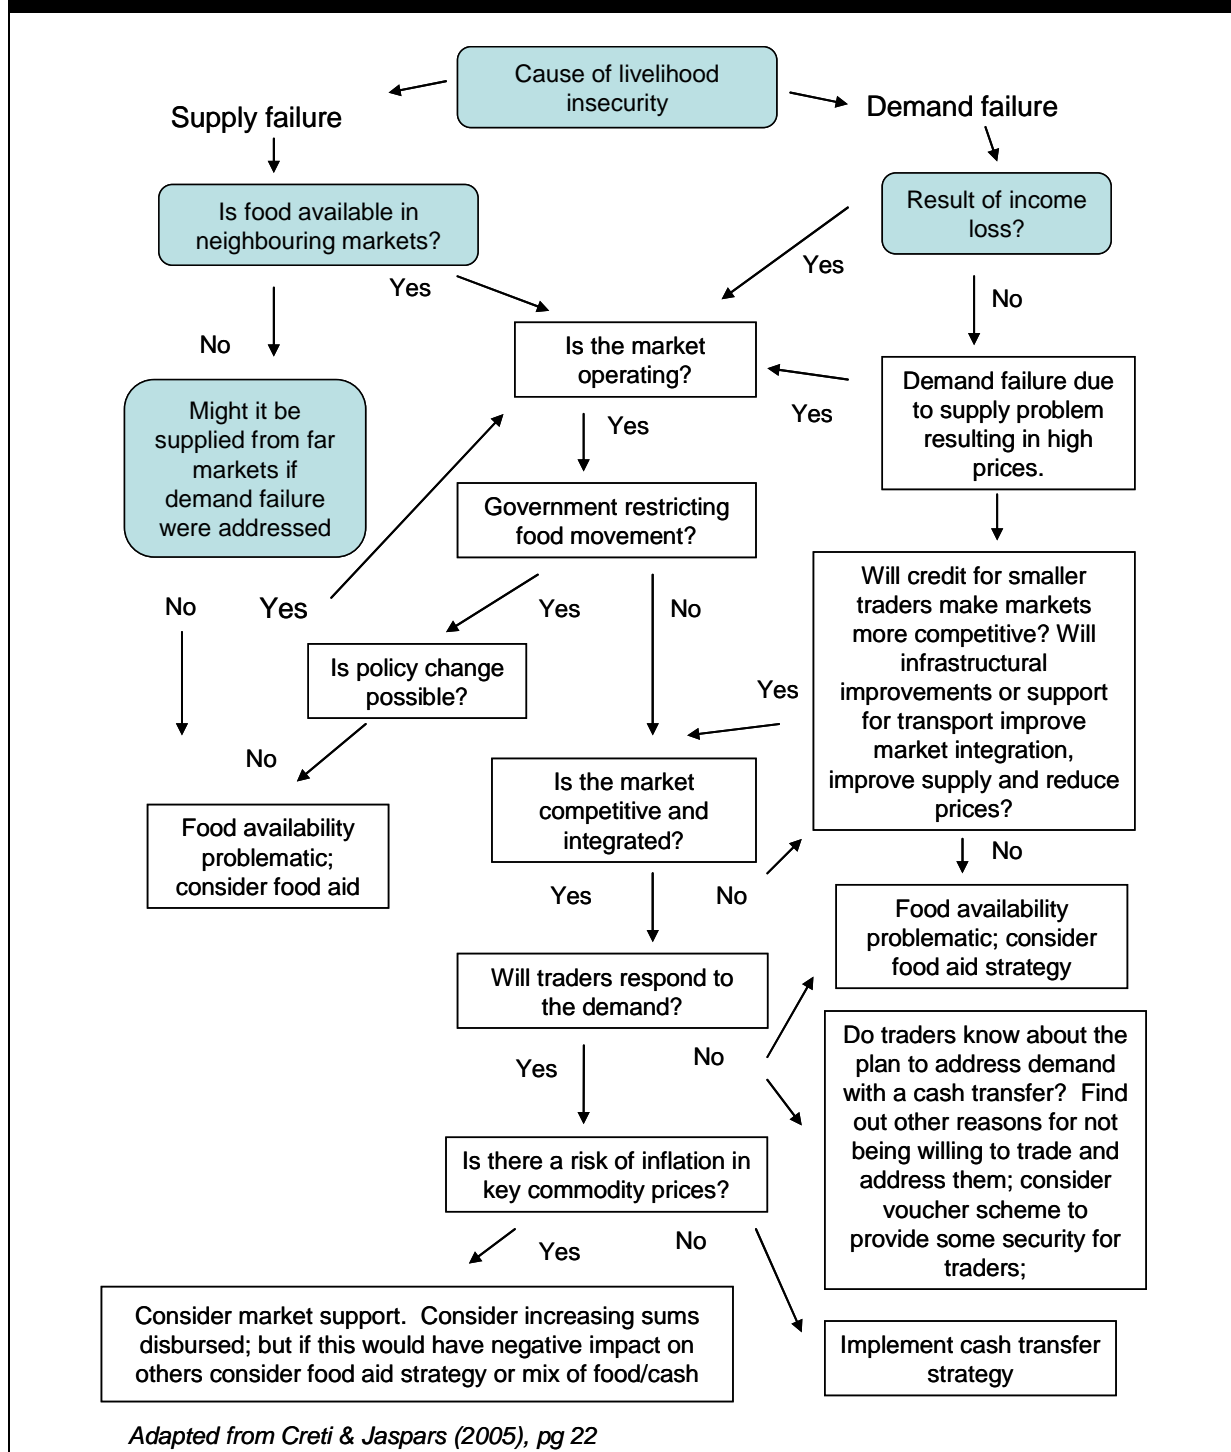 Cause of livelihood
insecurity
Supply failure
Demand failure
Is food available in
neighbouring markets?
Result of income
loss?
Yes
Yes
No
No
Is the market
operating?
Might it be
supplied from far
markets if
demand failure
were addressed
Demand failure due
to supply problem
resulting in high
prices.
Yes
Yes
Government restricting
food movement?
No
Yes
Yes
No
Will credit for smaller
traders make markets
more competitive? Will
infrastructural
improvements or support
for transport improve
market integration,
improve supply and reduce
prices?
Is policy change
possible?
Yes
No
Is the market
competitive and
integrated?
Food availability
problematic;
consider food aid
No
Yes
No
Food availability
problematic; consider
food aid strategy
Will traders respond to
the demand?
Yes
No
Do traders know about the
plan to address demand
with a cash transfer?  Find
out other reasons for not
being willing to trade and
address them; consider
voucher scheme to
provide some security for
traders;
Is there a risk of inflation in
key commodity prices?
Yes
No
Consider market support.  Consider increasing sums
disbursed; but if this would have negative impact on
others consider food aid strategy or mix of food/cash
Implement cash transfer
strategy
Adapted from Creti & Jaspars (2005), pg 22